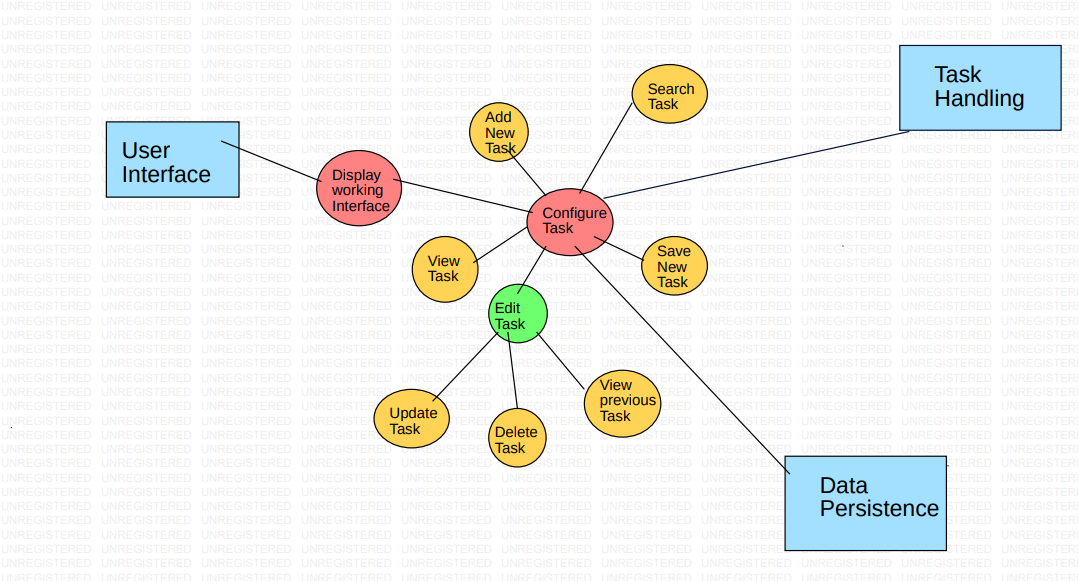 Search
Task
Task
Handling
Add
New
Task
User
Interface
Display
working
Interface
Configure
Task
View
Task
Save
New
Task
Edit
Task
Update
Task
Delete
Task
View
previous
Task
Data
Persistence
UNREGISTERED